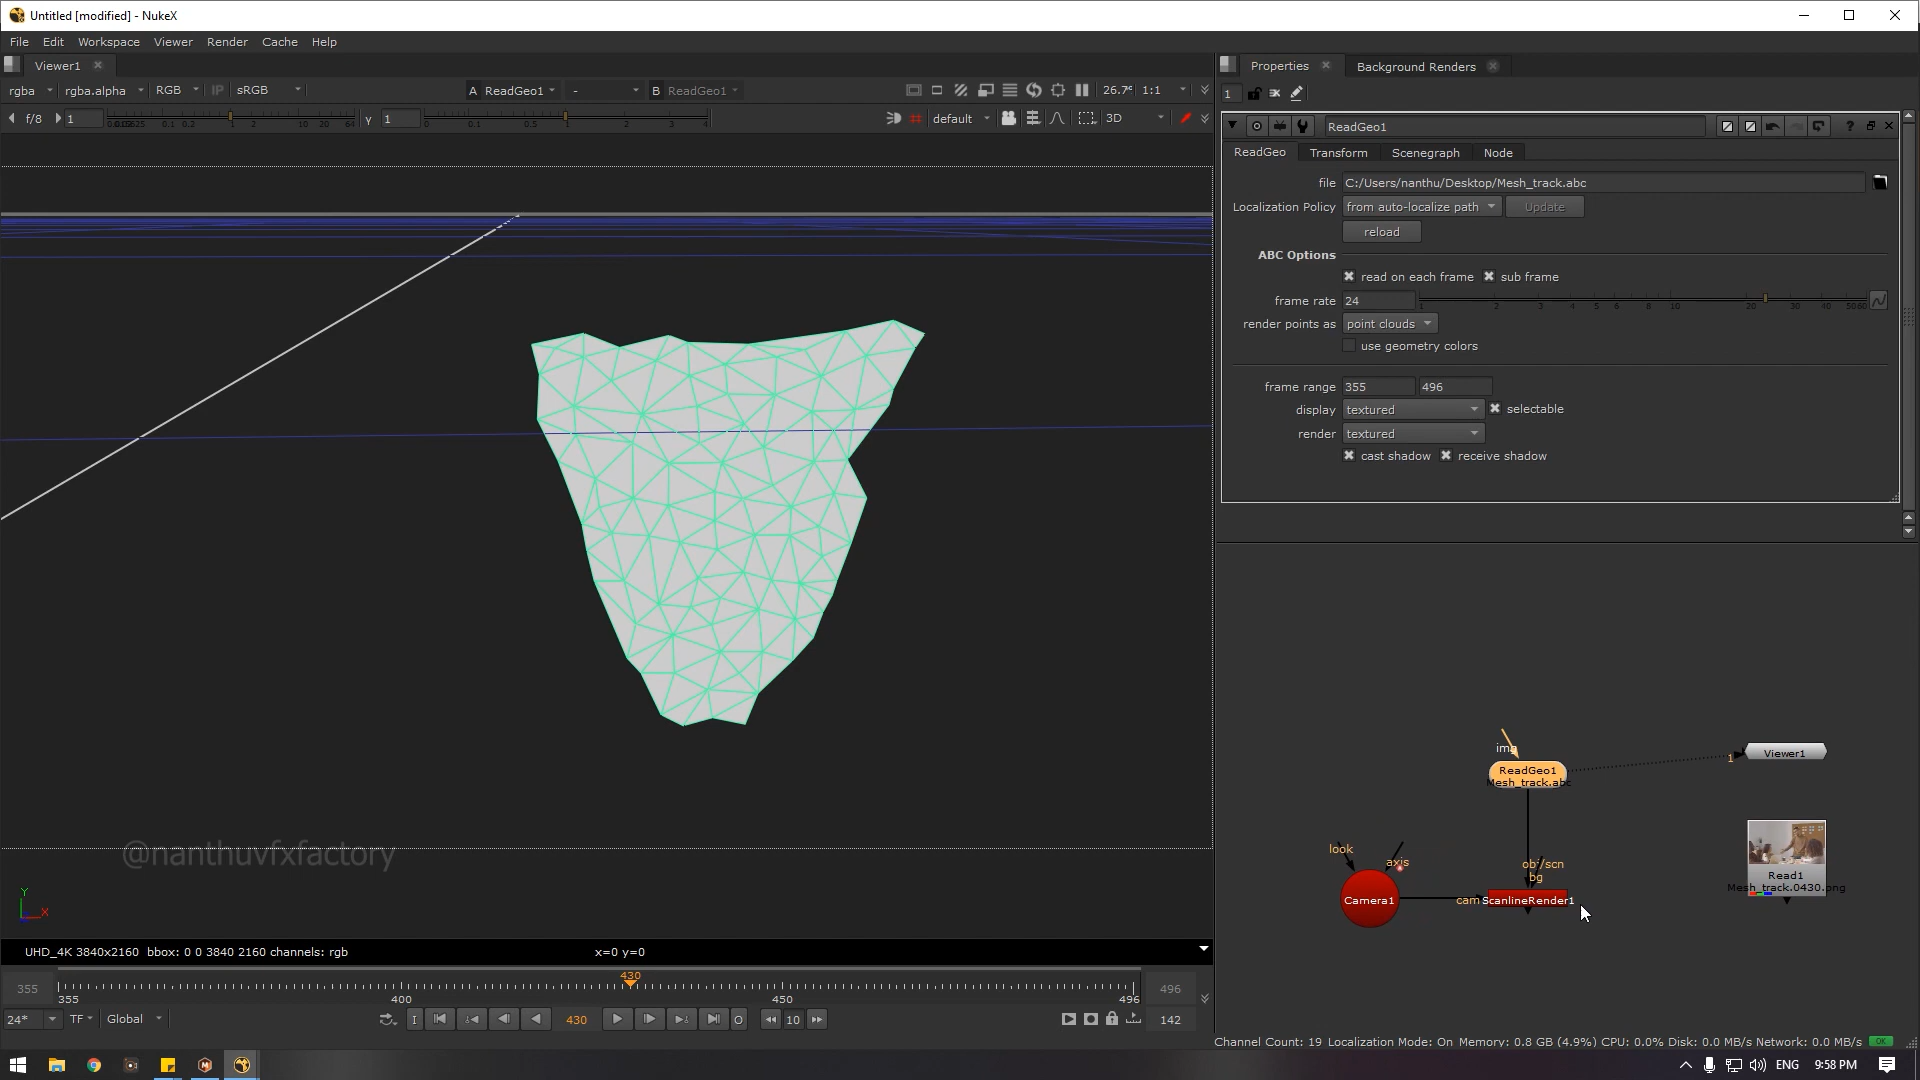 Untitled [modified] - NukeX
File Edit Workspace Viewer Render Cache Help
Viewer1
rgba rgba.alpha RGB IP sRGB A ReadGeo1 - B ReadGeo1 26.7° 1:1
f/8 1 γ 1 default 3D
Properties Background Renders
1
ReadGeo1
ReadGeo Transform Scenegraph Node
file C:/Users/nanthu/Desktop/Mesh_track.abc
Localization Policy from auto-localize path Update
reload
ABC Options
read on each frame sub frame
frame rate 24
render points as point clouds
use geometry colors
frame range 355 496
display textured selectable
render textured
cast shadow receive shadow
img
ReadGeo1
Mesh_track.abc
1
Viewer1
look
axis
obj/scn
bg
Camera1
cam
ScanlineRender1
Read1
Mesh_track.0430.png
@nanthuvfxfactory
Y
X
UHD_4K 3840x2160 bbox: 0 0 3840 2160 channels: rgb x=0 y=0
430
355 355 400 450 496 496
24* TF Global I 430 O 10 142
Channel Count: 19 Localization Mode: On Memory: 0.8 GB (4.9%) CPU: 0.0% Disk: 0.0 MB/s Network: 0.0 MB/s OK
ENG 9:58 PM